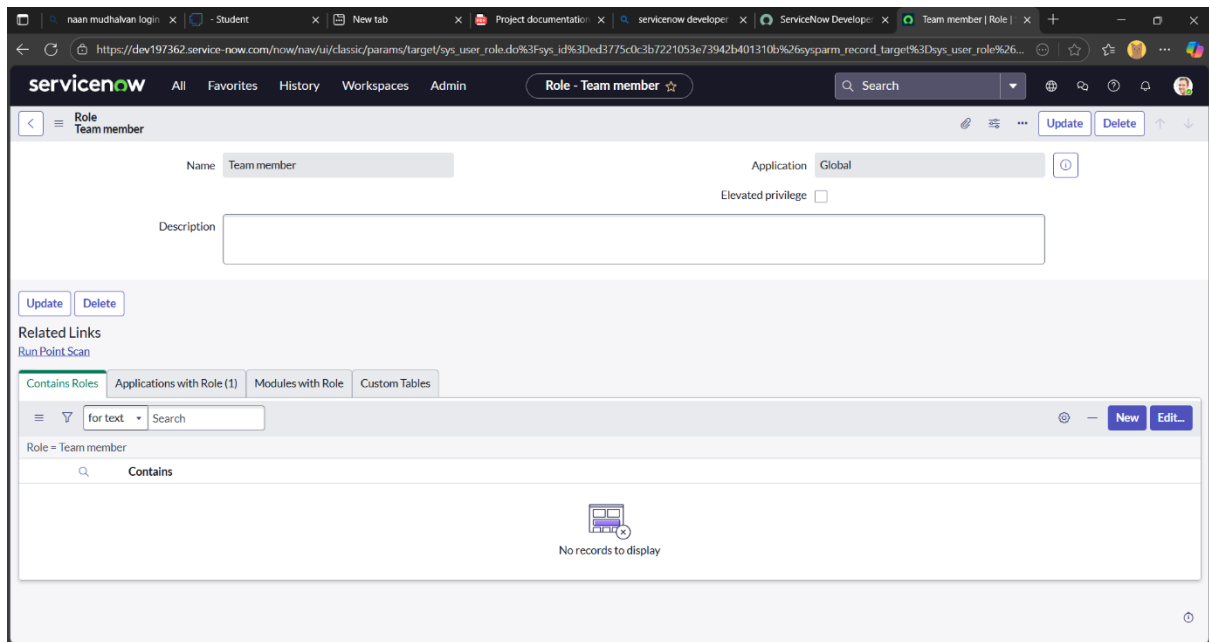 naan mudhalvan login
- Student
New tab
Project documentation
servicenow developer
ServiceNow Developer
Team member | Role |
https://dev197362.service-now.com/now/nav/ui/classic/params/target/sys_user_role.do%3Fsys_id%3Ded3775c0c3b7221053e73942b401310b%26sysparm_record_target%3Dsys_user_role%26...
servicenow All Favorites History Workspaces Admin Role - Team member Search
Role
Team member
Update Delete
Name Team member Application Global
Elevated privilege
Description
Update Delete
Related Links
Run Point Scan
Contains Roles Applications with Role (1) Modules with Role Custom Tables
for text Search New Edit...
Role = Team member
Contains
No records to display